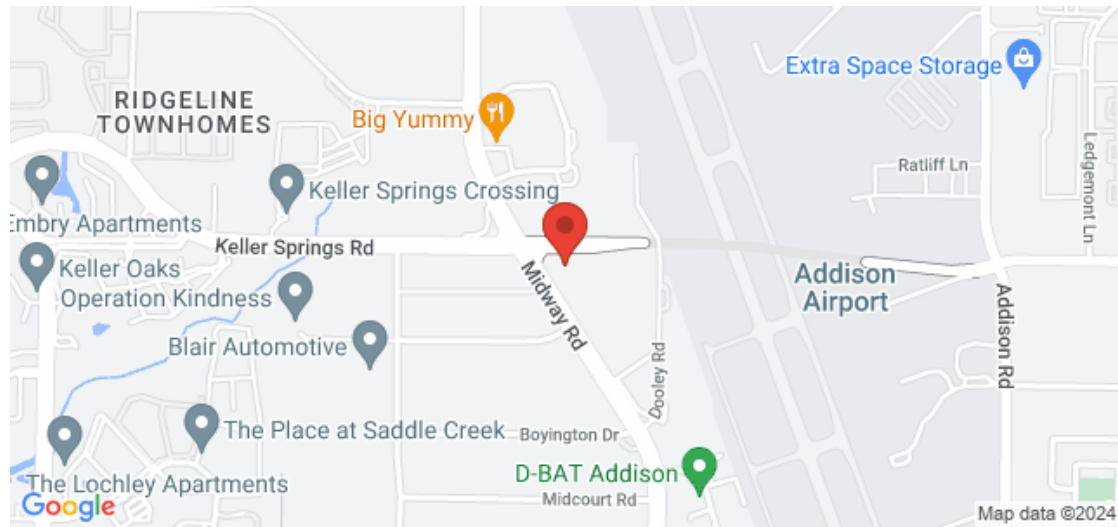 Extra Space Storage
RIDGELINE
TOWNHOMES
Big Yummy
Ledgemont Ln
Ratliff Ln
Keller Springs Crossing
Embry Apartments
Keller Springs Rd
Keller Oaks
Addison
Airport
Operation Kindness
Midway Rd
Addison Rd
Blair Automotive
Dooley Rd
The Place at Saddle Creek
Boyington Dr
D-BAT Addison
The Lochley Apartments
Midcourt Rd
Google
Map data ©2024